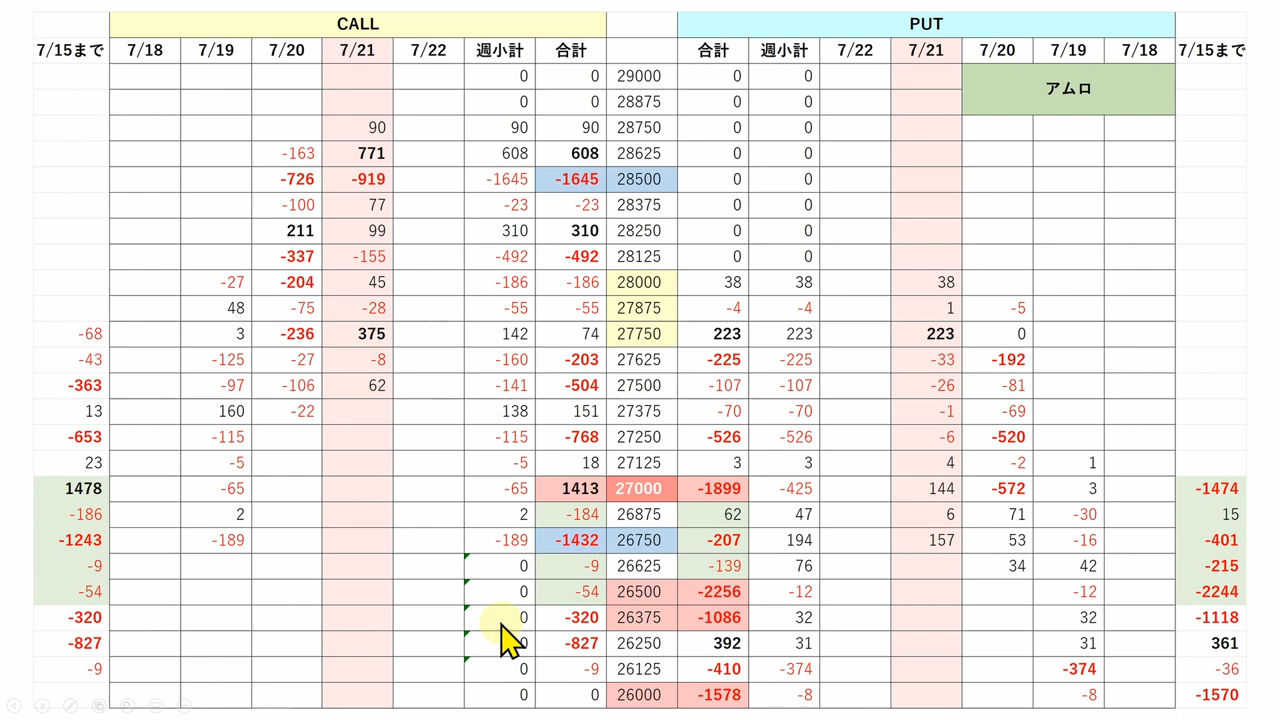 CALL PUT
7/15まで 7/18 7/19 7/20 7/21 7/22 週小計 合計 合計 週小計 7/22 7/21 7/20 7/19 7/18 7/15まで
0 0 29000 0 0
アムロ
0 0 28875 0 0
90 90 90 28750 0 0
-163 771 608 608 28625 0 0
-726 -919 -1645 -1645 28500 0 0
-100 77 -23 -23 28375 0 0
211 99 310 310 28250 0 0
-337 -155 -492 -492 28125 0 0
-27 -204 45 -186 -186 28000 38 38 38
48 -75 -28 -55 -55 27875 -4 -4 1 -5
-68 3 -236 375 142 74 27750 223 223 223 0
-43 -125 -27 -8 -160 -203 27625 -225 -225 -33 -192
-363 -97 -106 62 -141 -504 27500 -107 -107 -26 -81
13 160 -22 138 151 27375 -70 -70 -1 -69
-653 -115 -115 -768 27250 -526 -526 -6 -520
23 -5 -5 18 27125 3 3 4 -2 1
1478 -65 -65 1413 27000 -1899 -425 144 -572 3 -1474
-186 2 2 -184 26875 62 47 6 71 -30 15
-1243 -189 -189 -1432 26750 -207 194 157 53 -16 -401
-9 0 -9 26625 -139 76 34 42 -215
-54 0 -54 26500 -2256 -12 -12 -2244
-320 0 -320 26375 -1086 32 32 -1118
-827 0 -827 26250 392 31 31 361
-9 0 -9 26125 -410 -374 -374 -36
0 0 26000 -1578 -8 -8 -1570